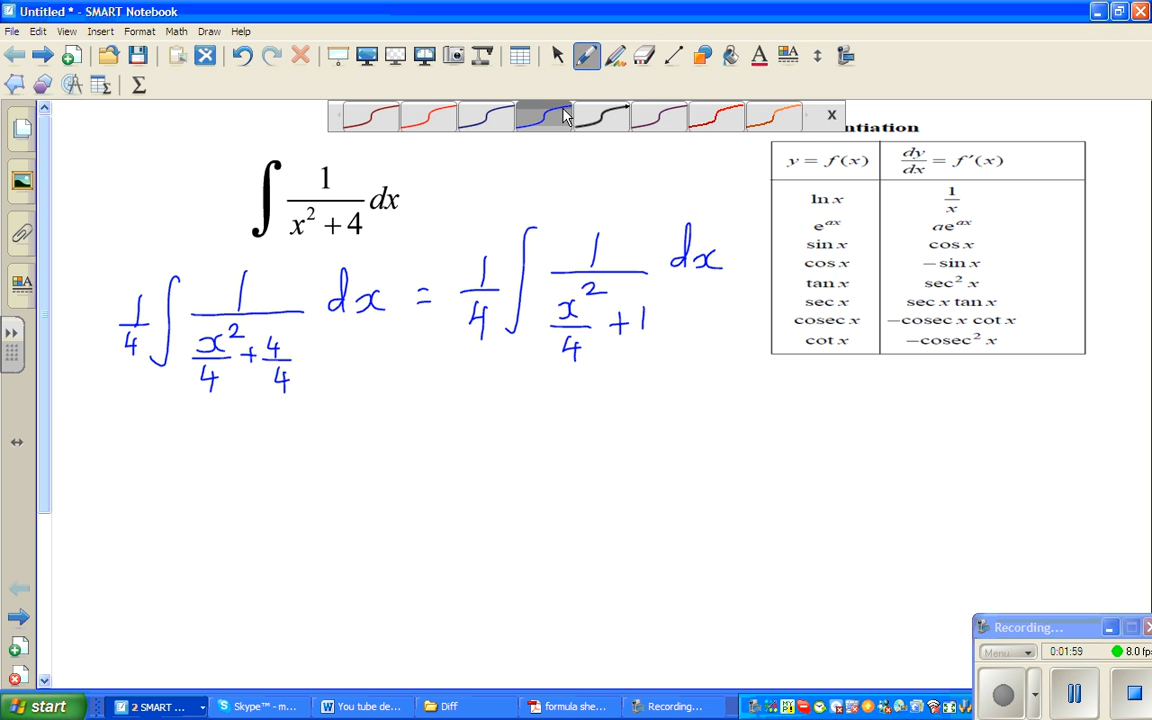 Untitled * - SMART Notebook
File Edit View Insert Format Math Draw Help
x
ntiation
∫ 1/(x² + 4) dx
y = f(x) dy/dx = f′(x)
ln x 1/x
e^ax ae^ax
sin x cos x
cos x − sin x
tan x sec² x
sec x sec x tan x
cosec x −cosec x cot x
cot x −cosec² x
1/4 ∫ 1/(x²/4 + 4/4) dx = 1/4 ∫ 1/(x²/4 + 1) dx
Recording...
Menu 0:01:59 8.0 fp
start 2 SMART ... Skype™ - m... You tube de... Diff formula she... Recording...